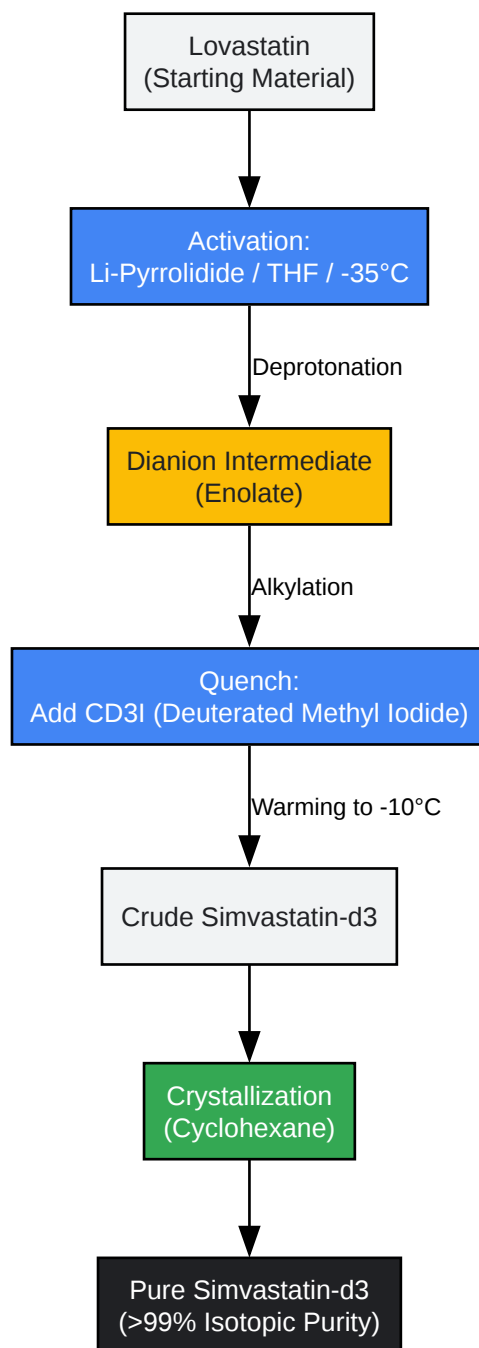 Lovastatin
(Starting Material)
Activation:
Li-Pyrrolidide / THF / -35°C
Deprotonation
Dianion Intermediate
(Enolate)
Alkylation
Quench:
Add CD3I (Deuterated Methyl Iodide)
Warming to -10°C
Crude Simvastatin-d3
Crystallization
(Cyclohexane)
Pure Simvastatin-d3
(>99% Isotopic Purity)